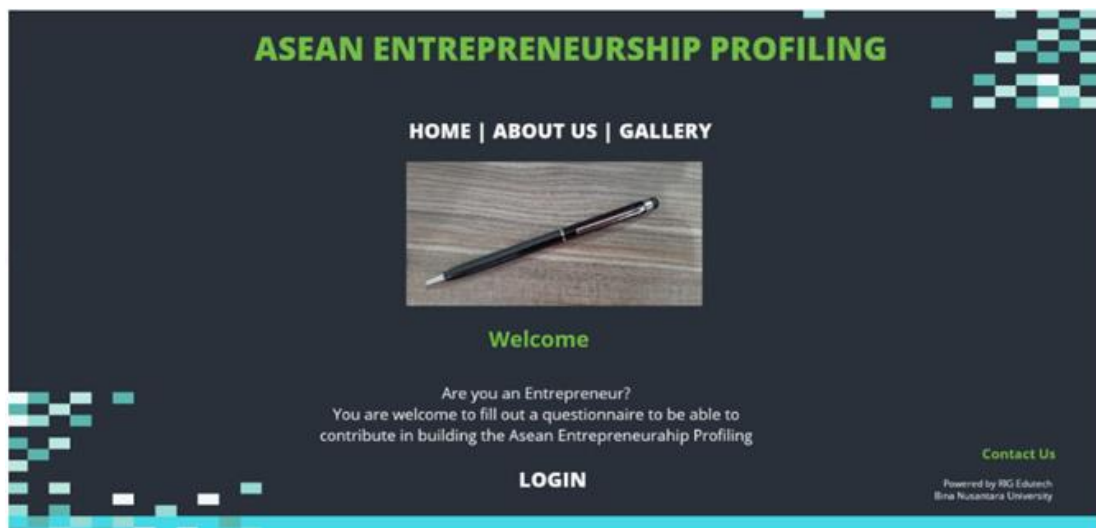 ASEAN ENTREPRENEURSHIP PROFILING
HOME | ABOUT US | GALLERY
Welcome
Are you an Entrepreneur?
You are welcome to fill out a questionnaire to be able to
contribute in building the Asean Entrepreneurahip Profiling
LOGIN
Contact Us
Powered by RIG Edutech
Bina Nusantara University